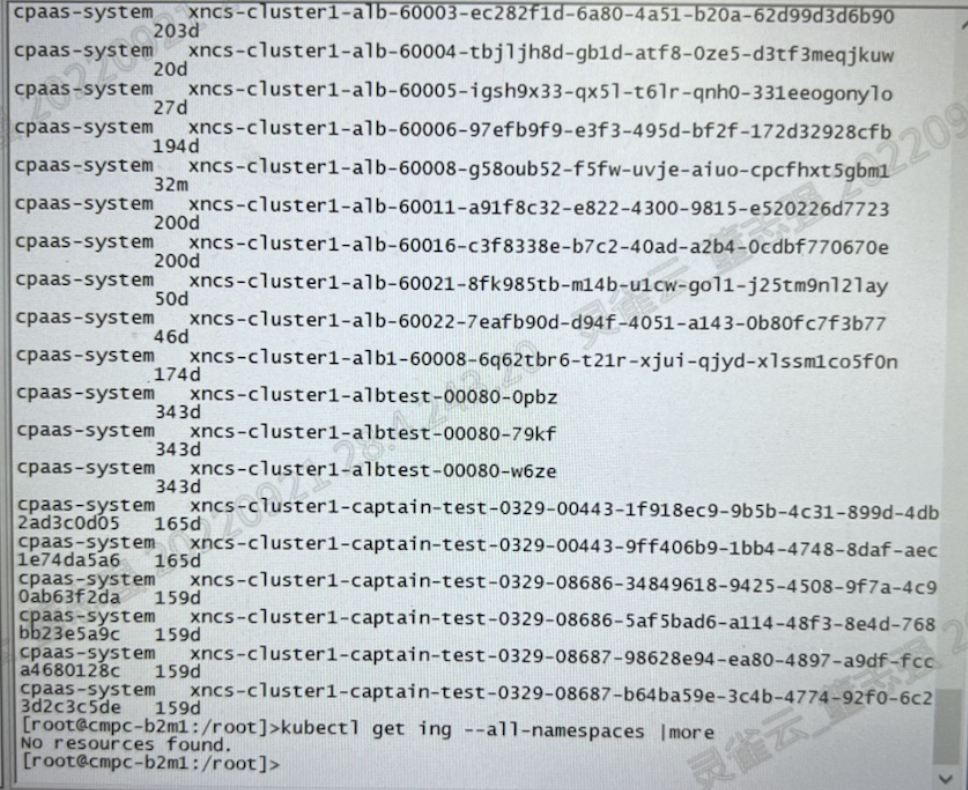 cpaas-system   xncs-cluster1-alb-60003-ec282f1d-6a80-4a51-b20a-62d99d3d6b90
203d
cpaas-system   xncs-cluster1-alb-60004-tbjljh8d-gb1d-atf8-0ze5-d3tf3meqjkuw
20d
cpaas-system   xncs-cluster1-alb-60005-igsh9x33-qx5l-t6lr-qnh0-331eeogonylo
27d
cpaas-system   xncs-cluster1-alb-60006-97efb9f9-e3f3-495d-bf2f-172d32928cfb
194d
cpaas-system   xncs-cluster1-alb-60008-g58oub52-f5fw-uvje-aiuo-cpcfhxt5gbm1
32m
cpaas-system   xncs-cluster1-alb-60011-a91f8c32-e822-4300-9815-e520226d7723
200d
cpaas-system   xncs-cluster1-alb-60016-c3f8338e-b7c2-40ad-a2b4-0cdbf770670e
200d
cpaas-system   xncs-cluster1-alb-60021-8fk985tb-m14b-u1cw-gol1-j25tm9nl2lay
50d
cpaas-system   xncs-cluster1-alb-60022-7eafb90d-d94f-4051-a143-0b80fc7f3b77
46d
cpaas-system   xncs-cluster1-alb1-60008-6q62tbr6-t21r-xjui-qjyd-xlssm1co5f0n
174d
cpaas-system   xncs-cluster1-albtest-00080-0pbz
343d
cpaas-system   xncs-cluster1-albtest-00080-79kf
343d
cpaas-system   xncs-cluster1-albtest-00080-w6ze
343d
cpaas-system   xncs-cluster1-captain-test-0329-00443-1f918ec9-9b5b-4c31-899d-4db
2ad3c0d05   165d
cpaas-system   xncs-cluster1-captain-test-0329-00443-9ff406b9-1bb4-4748-8daf-aec
1e74da5a6   165d
cpaas-system   xncs-cluster1-captain-test-0329-08686-34849618-9425-4508-9f7a-4c9
0ab63f2da   159d
cpaas-system   xncs-cluster1-captain-test-0329-08686-5af5bad6-a114-48f3-8e4d-768
bb23e5a9c   159d
cpaas-system   xncs-cluster1-captain-test-0329-08687-98628e94-ea80-4897-a9df-fcc
a4680128c   159d
cpaas-system   xncs-cluster1-captain-test-0329-08687-b64ba59e-3c4b-4774-92f0-6c2
3d2c3c5de   159d
[root@cmpc-b2m1:/root]>kubectl get ing --all-namespaces |more
No resources found.
[root@cmpc-b2m1:/root]>